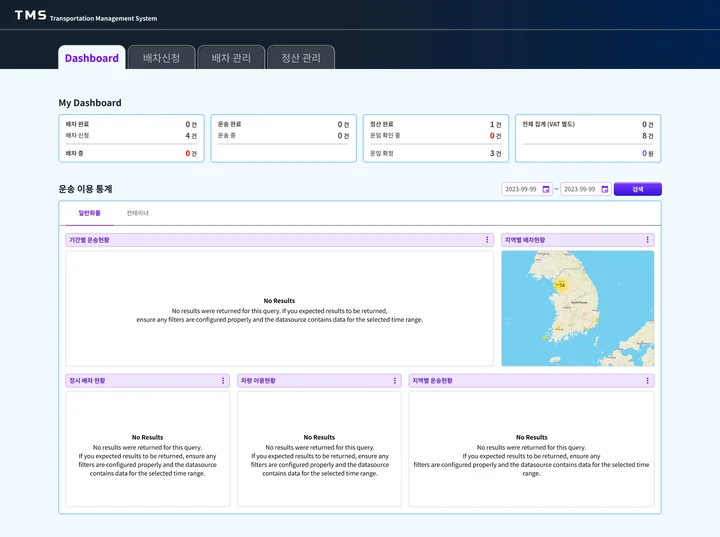 TMS Transportation Management System
Dashboard
배차신청
배차 관리
정산 관리
My Dashboard
배차 완료 0 건
배차 신청 4 건
배차 중 0 건
운송 완료 0 건
운송 중 0 건
정산 완료 1 건
운임 확인 중 0 건
운임 확정 3 건
전체 집계 (VAT 별도) 0 건
8 건
0 원
운송 이용 통계
2023-99-99 ~ 2023-99-99 검색
일반화물
컨테이너
기간별 운송현황
No Results
No results were returned for this query. If you expected results to be returned,
ensure any filters are configured properly and the datasource contains data for the selected time range.
지역별 배차현황
정시 배차 현황
No Results
No results were returned for this query.
If you expected results to be returned, ensure any
filters are configured properly and the datasource
contains data for the selected time range.
차량 이용현황
No Results
No results were returned for this query.
If you expected results to be returned, ensure any
filters are configured properly and the datasource
contains data for the selected time range.
지역별 운송현황
No Results
No results were returned for this query.
If you expected results to be returned, ensure any
filters are configured properly and the datasource contains data for the selected time
range.